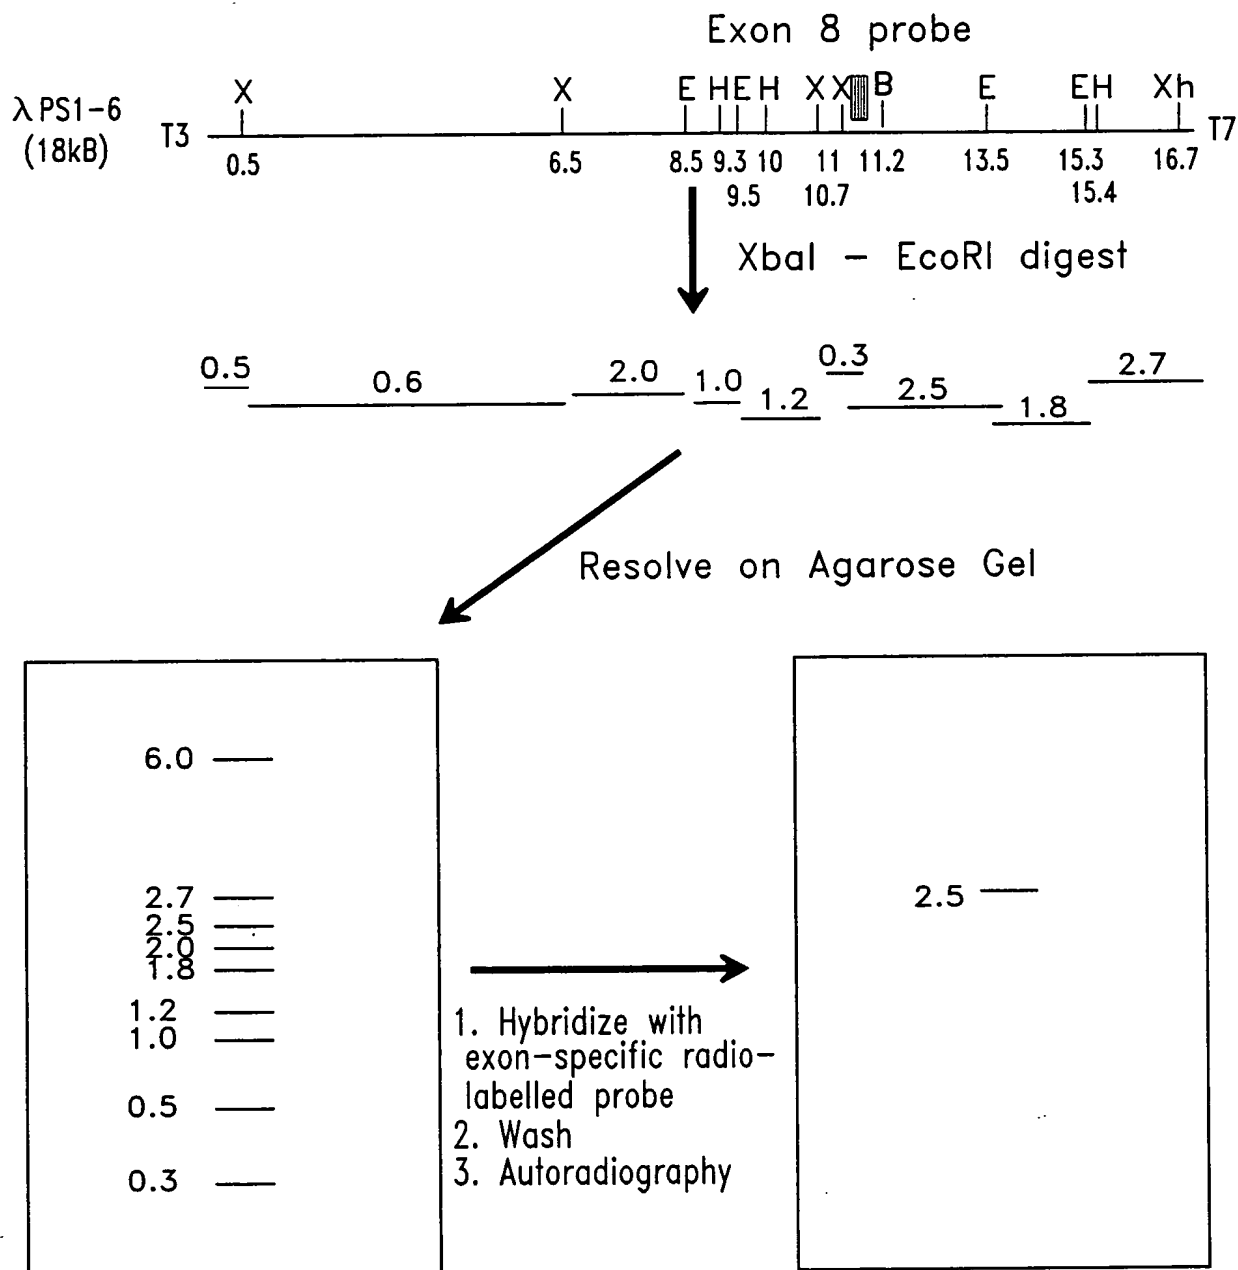 Exon 8 probe
λ PS1-6
(18kB)
T3
X X E H E H X X B E E H Xh
T7
0.5 6.5 8.5 9.3 10 11 11.2 13.5 15.3 16.7
9.5 10.7 15.4
XbaI - EcoRI digest
0.5 0.6 2.0 1.0 1.2 0.3 2.5 1.8 2.7
Resolve on Agarose Gel
6.0
2.7
2.5
2.0
1.8
1.2
1.0
0.5
0.3
1. Hybridize with
exon-specific radio-
labelled probe
2. Wash
3. Autoradiography
2.5